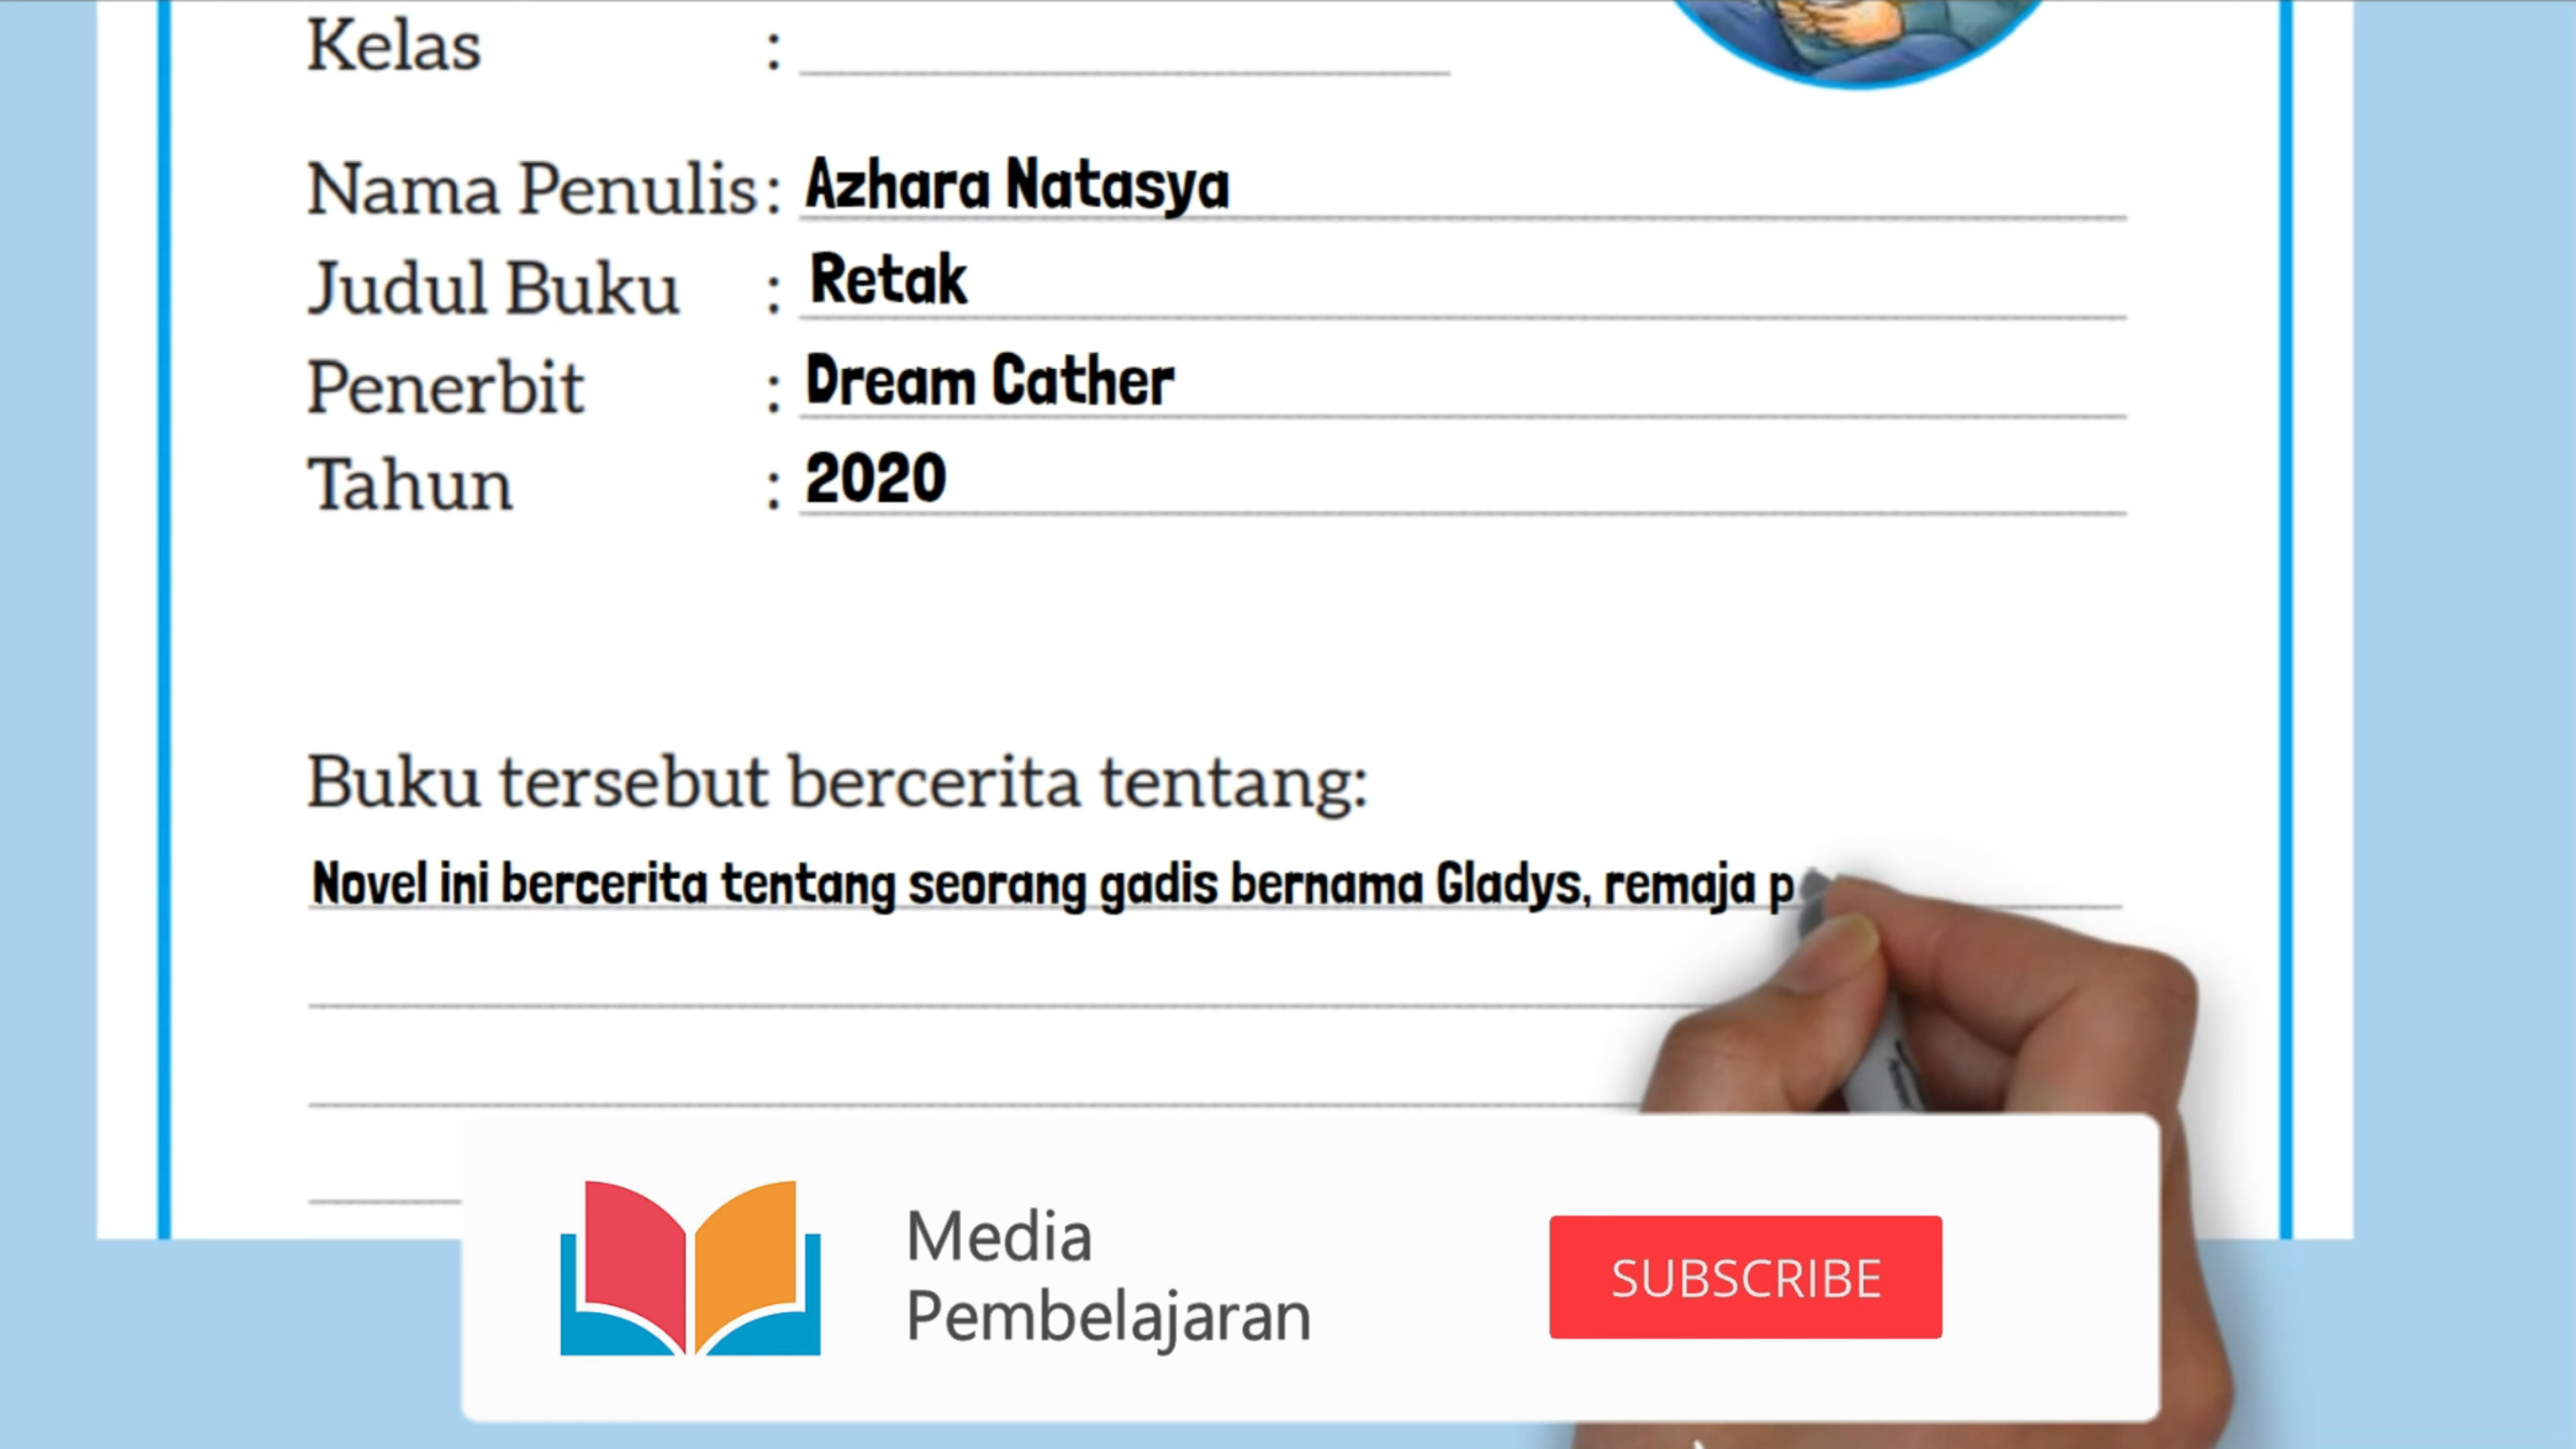 Kelas :
Nama Penulis : Azhara Natasya
Judul Buku : Retak
Penerbit : Dream Cather
Tahun : 2020
Buku tersebut bercerita tentang:
Novel ini bercerita tentang seorang gadis bernama Gladys, remaja p
Media
Pembelajaran
SUBSCRIBE